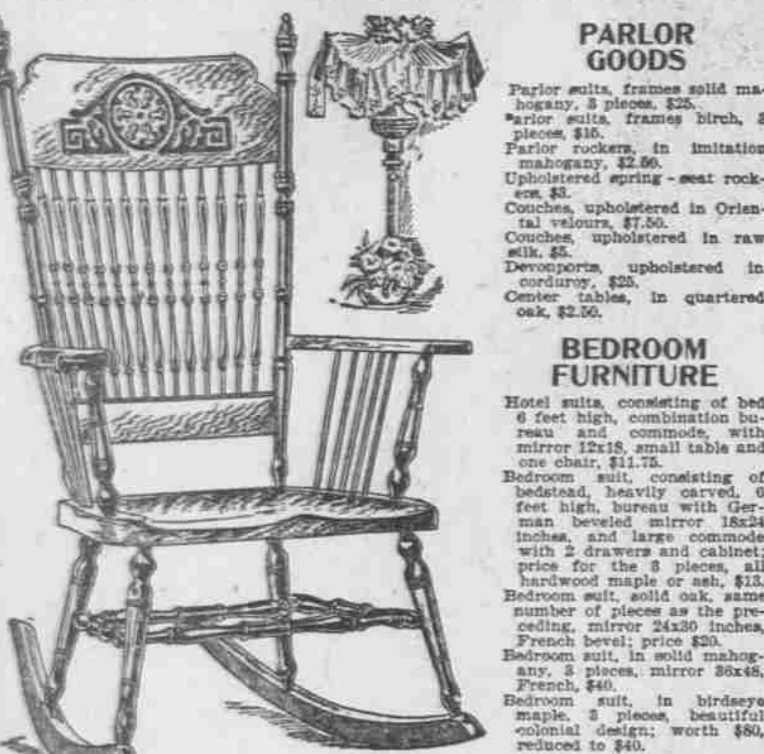 PARLOR
GOODS
Parlor suits, frames solid ma-
hogany, 3 pieces, $25.
Parlor suits, frames birch, 3
pieces, $15.
Parlor rockers, in imitation
mahogany, $2.50.
Upholstered spring-seat rock-
ers, $3.
Couches, upholstered in Orien-
tal velours, $7.50.
Couches, upholstered in raw
silk, $5.
Devonports, upholstered in
corduroy, $25.
Center tables, in quartered
oak, $2.50.
BEDROOM
FURNITURE
Hotel suits, consisting of bed
6 feet high, combination bu-
reau and commode, with
mirror 12x18, small table and
one chair, $11.75.
Bedroom suit, consisting of
bedstead, heavily carved, 6
feet high, bureau with Ger-
man beveled mirror 18x24
inches, and large commode
with 2 drawers and cabinet;
price for the 3 pieces, all
hardwood maple or ash, $13.
Bedroom suit, solid oak, same
number of pieces as the pre-
ceding, mirror 24x30 inches,
French bevel; price $20.
Bedroom suit, in solid mahog-
any, 3 pieces, mirror 36x48,
French, $40.
Bedroom suit, in birdseye
maple, 3 pieces, beautiful
colonial design; worth $80,
reduced to $40.